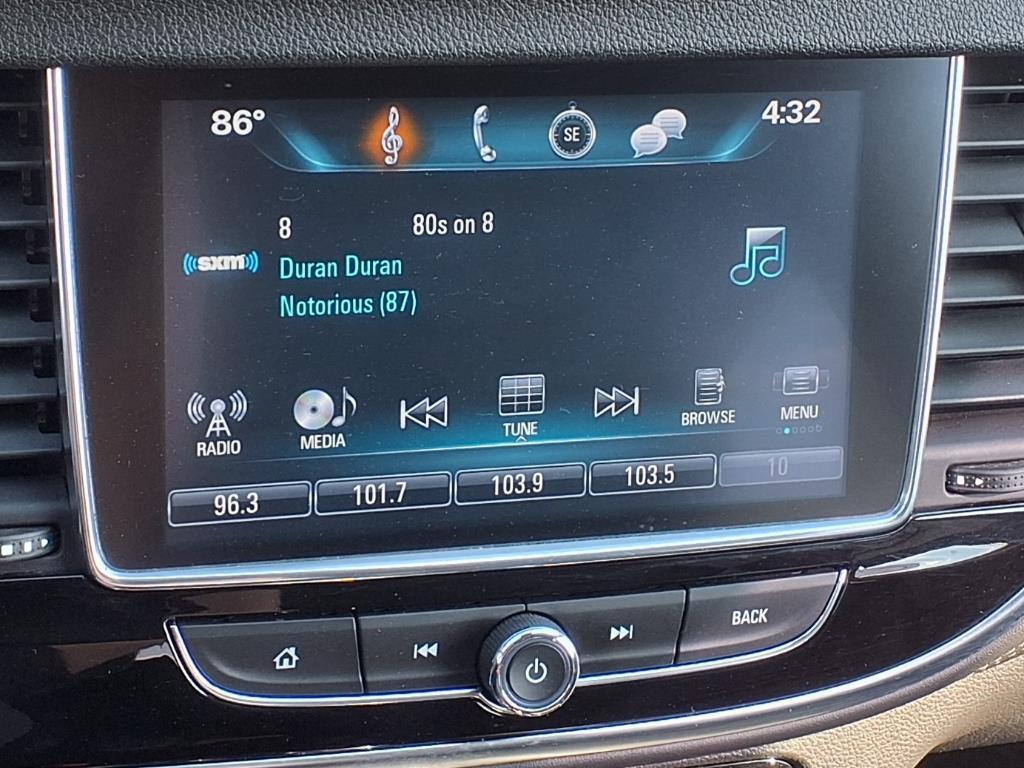 86° SE 4:32
8 80s on 8
sxm
Duran Duran
Notorious (87)
RADIO MEDIA TUNE BROWSE MENU
96.3 101.7 103.9 103.5 10
BACK